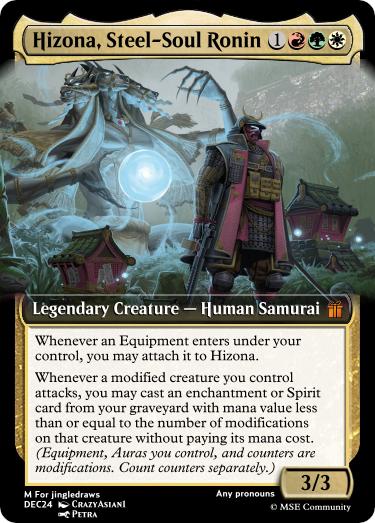 Hizona, Steel-Soul Ronin 1
Legendary Creature — Human Samurai
Whenever an Equipment enters under your
control, you may attach it to Hizona.
Whenever a modified creature you control
attacks, you may cast an enchantment or Spirit
card from your graveyard with mana value less
than or equal to the number of modifications
on that creature without paying its mana cost.
(Equipment, Auras you control, and counters
are modifications. Count counters separately.)
3/3
M For jingledraws Any pronouns
DEC24 CrazyAsian1 © MSE Community
Petra